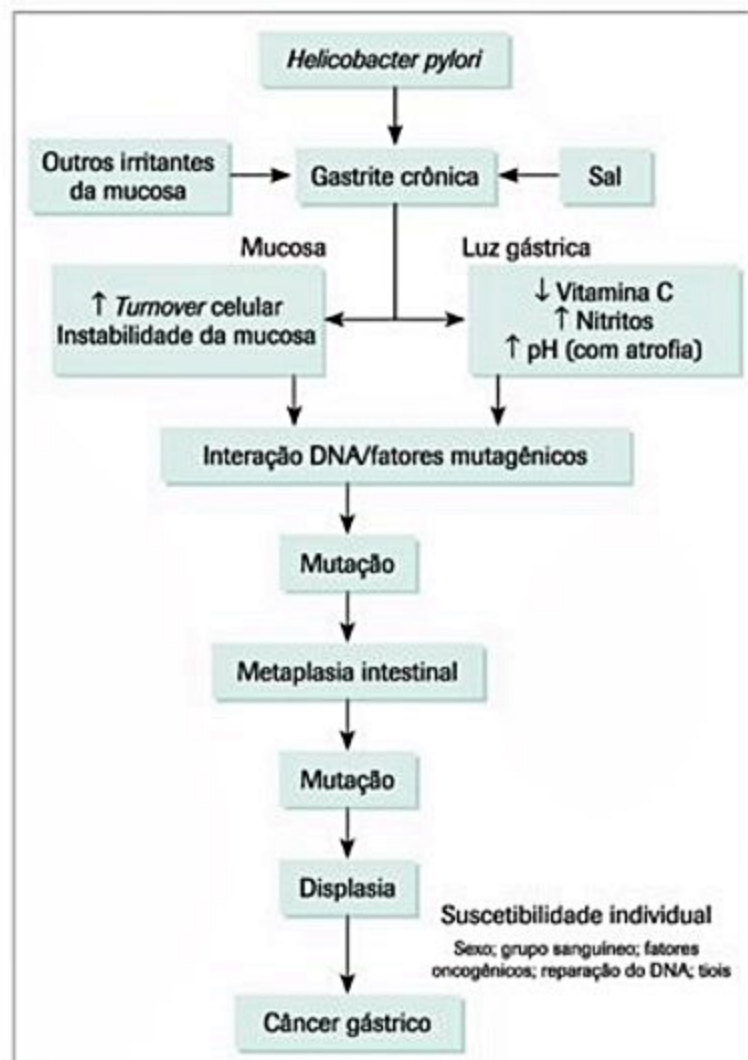 Helicobacter pylori
Outros irritantes
da mucosa
Gastrite crônica
Sal
Mucosa
Luz gástrica
↑ Turnover celular
Instabilidade da mucosa
↓ Vitamina C
↑ Nitritos
↑ pH (com atrofia)
Interação DNA/fatores mutagênicos
Mutação
Metaplasia intestinal
Mutação
Displasia
Suscetibilidade individual
Sexo; grupo sanguíneo; fatores
oncogênicos; reparação do DNA; tiois
Câncer gástrico